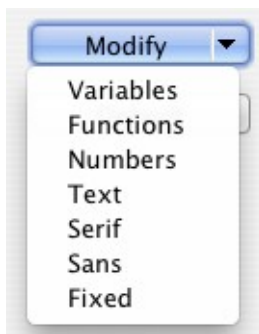 Modify
Variables
Functions
Numbers
Text
Serif
Sans
Fixed